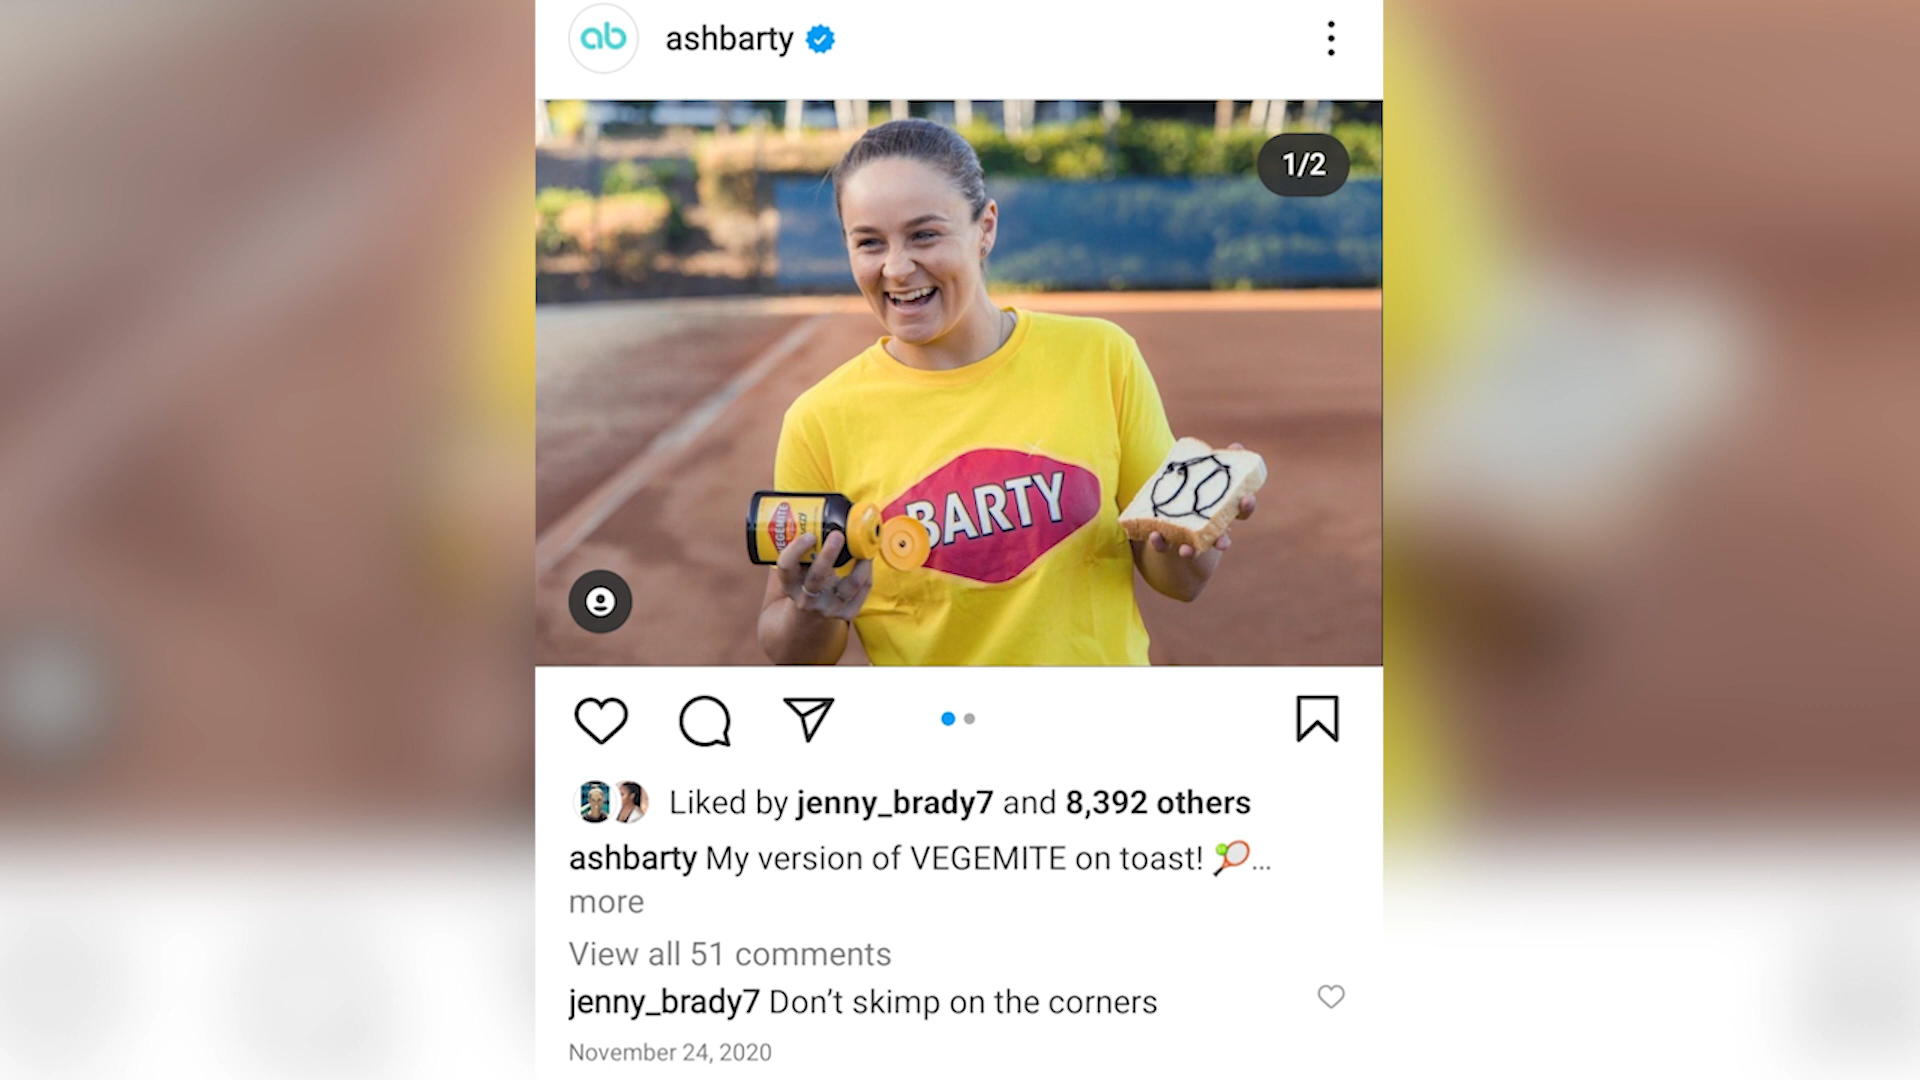 ab ashbarty
1/2
BARTY
VEGEMITE
Liked by jenny_brady7 and 8,392 others
ashbarty My version of VEGEMITE on toast! 🎾...
more
View all 51 comments
jenny_brady7 Don't skimp on the corners
November 24, 2020